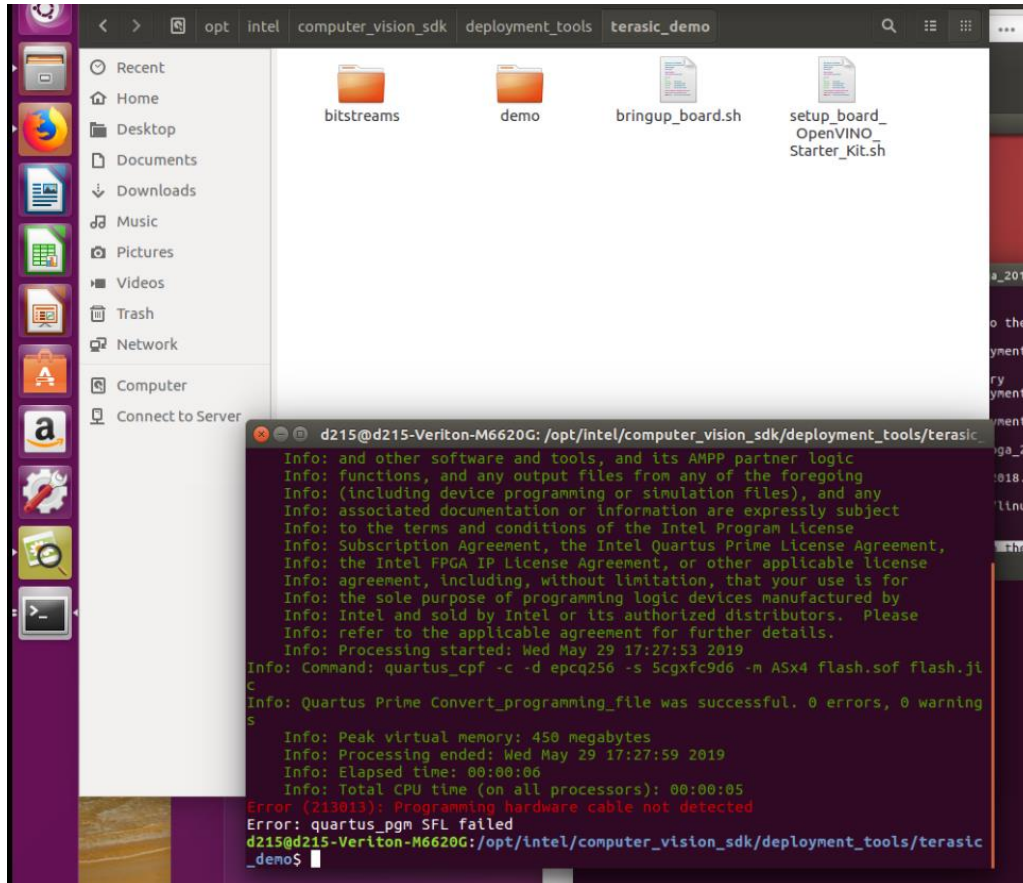 opt intel computer_vision_sdk deployment_tools terasic_demo
Recent
Home
Desktop
Documents
Downloads
Music
Pictures
Videos
Trash
Network
Computer
Connect to Server
bitstreams
demo
bringup_board.sh
setup_board_
OpenVINO_
Starter_Kit.sh
a_201
o the
yment
ry
yment
yment
pga_2
018.
/linu
the
d215@d215-Veriton-M6620G: /opt/intel/computer_vision_sdk/deployment_tools/terasic_
Info: and other software and tools, and its AMPP partner logic
Info: functions, and any output files from any of the foregoing
Info: (including device programming or simulation files), and any
Info: associated documentation or information are expressly subject
Info: to the terms and conditions of the Intel Program License
Info: Subscription Agreement, the Intel Quartus Prime License Agreement,
Info: the Intel FPGA IP License Agreement, or other applicable license
Info: agreement, including, without limitation, that your use is for
Info: the sole purpose of programming logic devices manufactured by
Info: Intel and sold by Intel or its authorized distributors.  Please
Info: refer to the applicable agreement for further details.
Info: Processing started: Wed May 29 17:27:53 2019
Info: Command: quartus_cpf -c -d epcq256 -s 5cgxfc9d6 -m ASx4 flash.sof flash.ji
c
Info: Quartus Prime Convert_programming_file was successful. 0 errors, 0 warning
s
Info: Peak virtual memory: 450 megabytes
Info: Processing ended: Wed May 29 17:27:59 2019
Info: Elapsed time: 00:00:06
Info: Total CPU time (on all processors): 00:00:05
Error (213013): Programming hardware cable not detected
Error: quartus_pgm SFL failed
d215@d215-Veriton-M6620G:/opt/intel/computer_vision_sdk/deployment_tools/terasic
_demo$